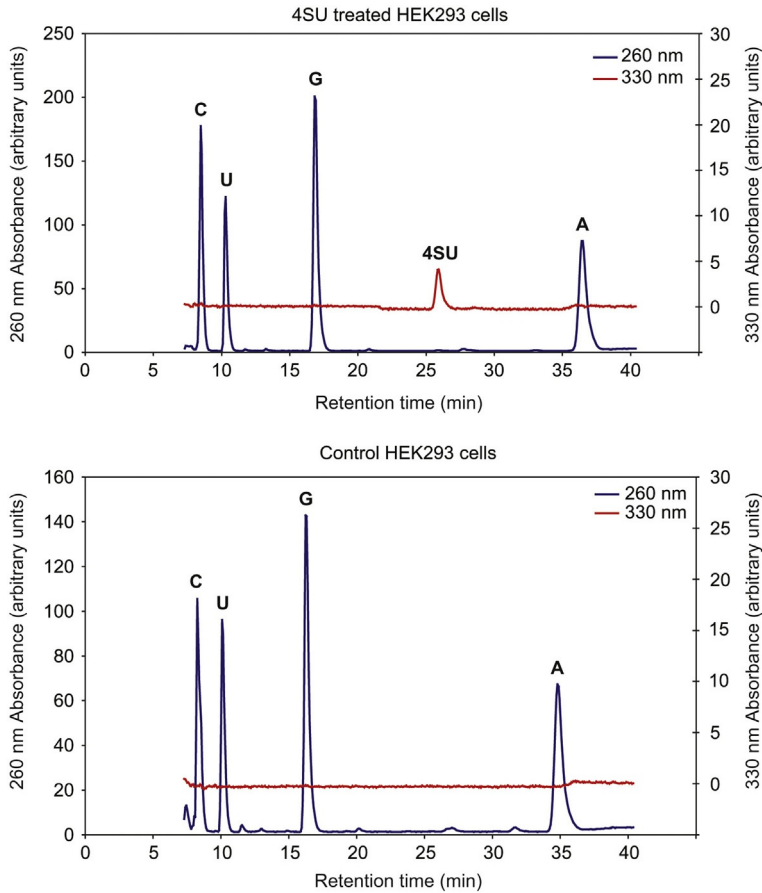 4SU treated HEK293 cells
260 nm Absorbance (arbitrary units)
250
200
150
100
50
0
C
U
G
4SU
A
260 nm
330 nm
30
25
20
15
10
5
0
330 nm Absorbance (arbitrary units)
0 5 10 15 20 25 30 35 40
Retention time (min)
Control HEK293 cells
260 nm Absorbance (arbitrary units)
160
140
120
100
80
60
40
20
0
C
U
G
A
260 nm
330 nm
30
25
20
15
10
5
0
330 nm Absorbance (arbitrary units)
0 5 10 15 20 25 30 35 40
Retention time (min)